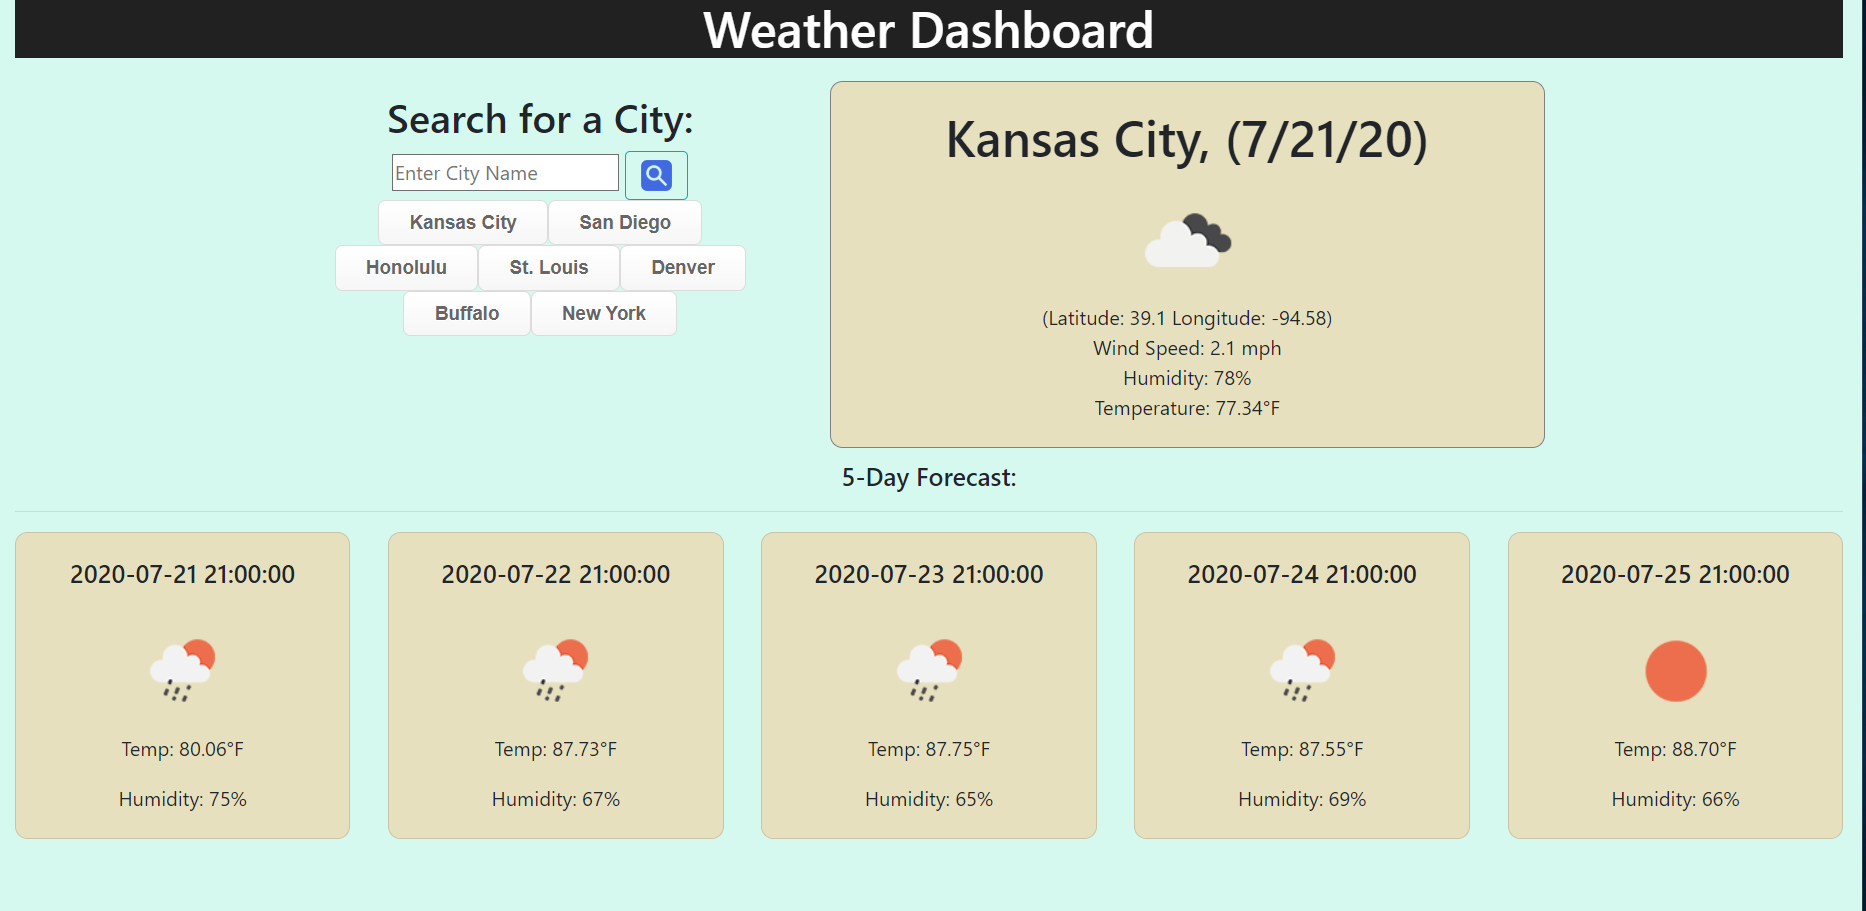 Weather Dashboard
Search for a City:
Enter City Name
Kansas City San Diego
Honolulu St. Louis Denver
Buffalo New York
Kansas City, (7/21/20)
(Latitude: 39.1 Longitude: -94.58)
Wind Speed: 2.1 mph
Humidity: 78%
Temperature: 77.34°F
5-Day Forecast:
2020-07-21 21:00:00
Temp: 80.06°F
Humidity: 75%
2020-07-22 21:00:00
Temp: 87.73°F
Humidity: 67%
2020-07-23 21:00:00
Temp: 87.75°F
Humidity: 65%
2020-07-24 21:00:00
Temp: 87.55°F
Humidity: 69%
2020-07-25 21:00:00
Temp: 88.70°F
Humidity: 66%